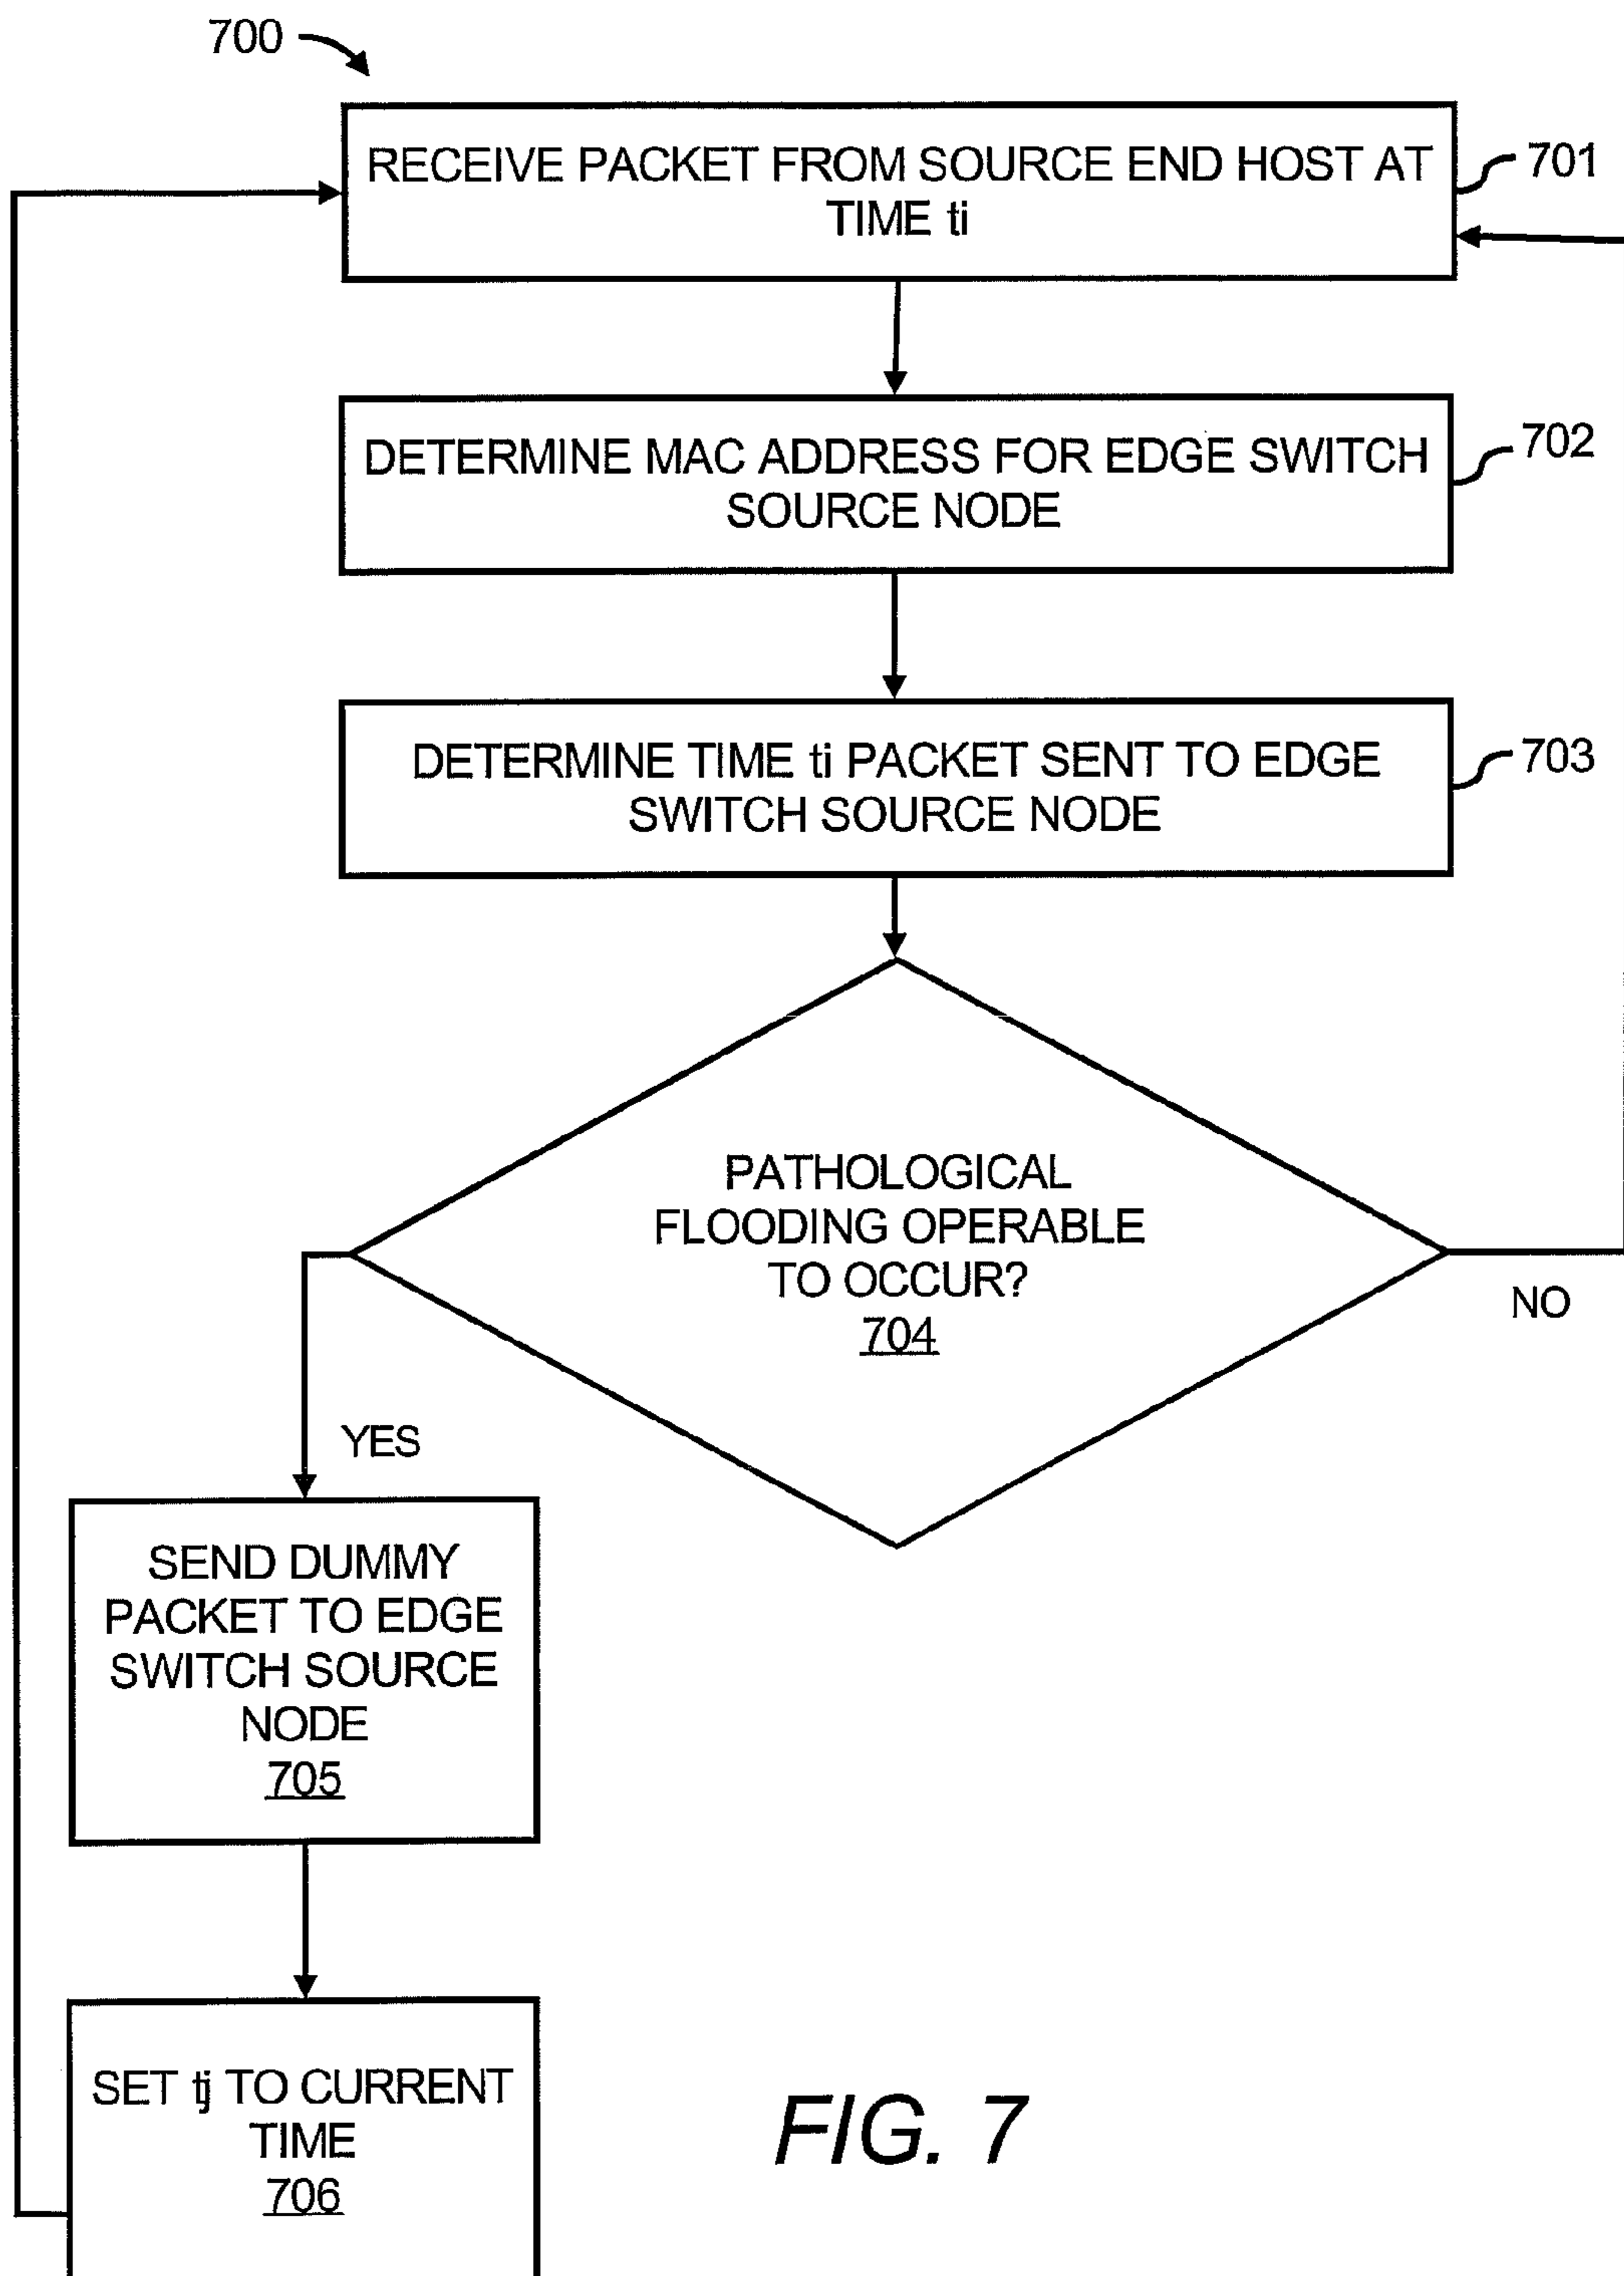 700
RECEIVE PACKET FROM SOURCE END HOST AT
TIME ti
701
DETERMINE MAC ADDRESS FOR EDGE SWITCH
SOURCE NODE
702
DETERMINE TIME ti PACKET SENT TO EDGE
SWITCH SOURCE NODE
703
PATHOLOGICAL
FLOODING OPERABLE
TO OCCUR?
704
NO
YES
SEND DUMMY
PACKET TO EDGE
SWITCH SOURCE
NODE
705
SET tj TO CURRENT
TIME
706
FIG. 7